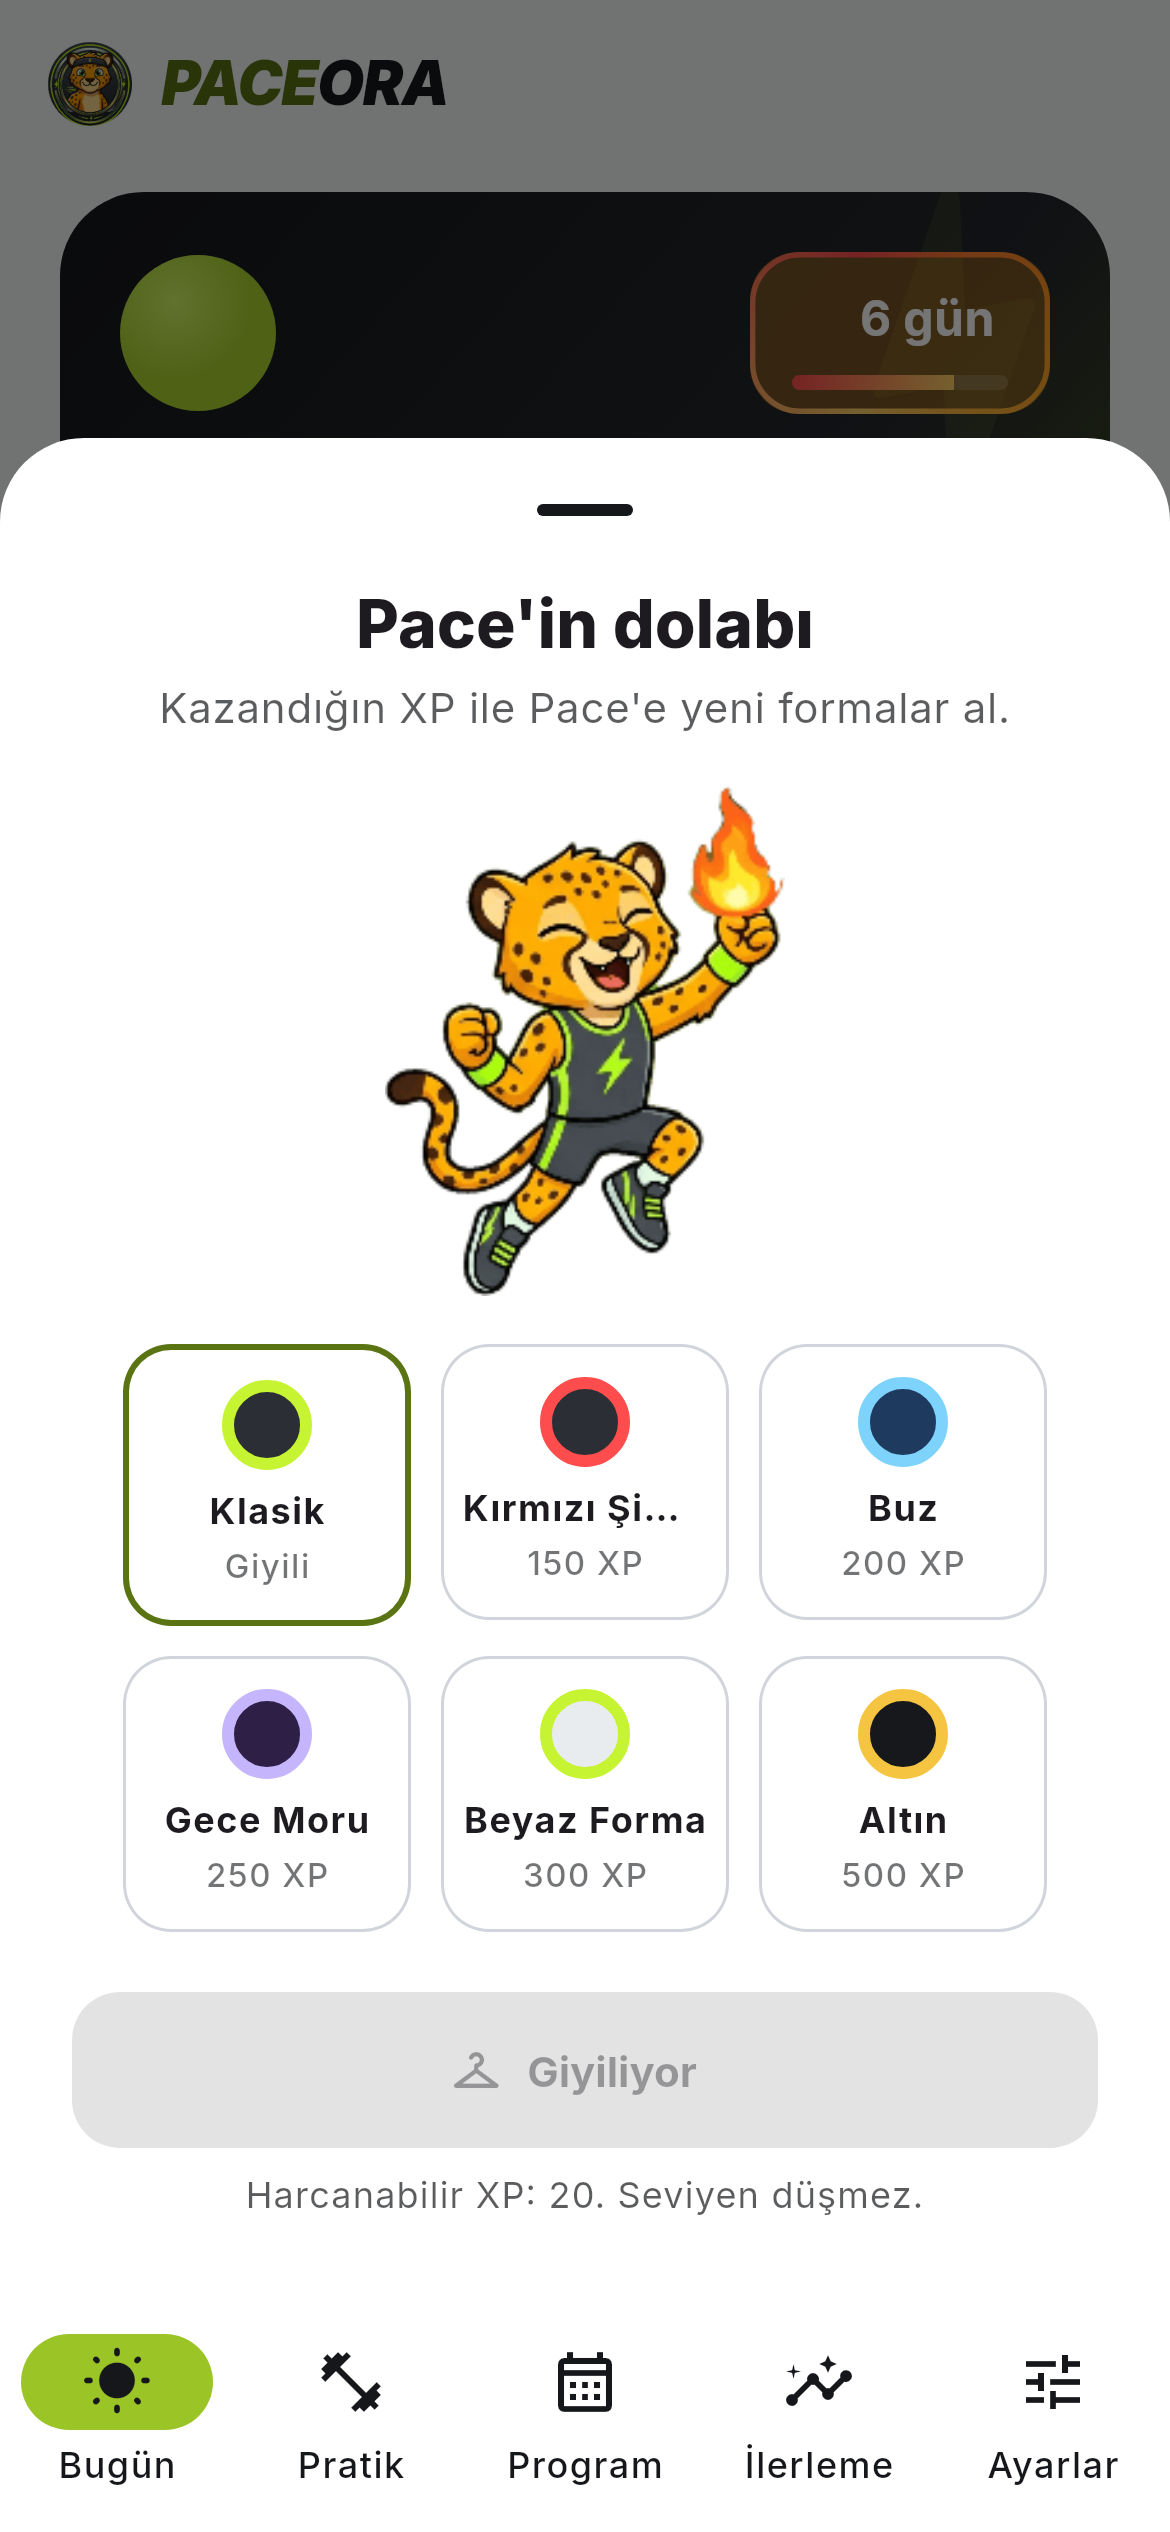 PACEORA
6 gün
Pace'in dolabı
Kazandığın XP ile Pace'e yeni formalar al.
Klasik
Giyili
Kırmızı Şi...
150 XP
Buz
200 XP
Gece Moru
250 XP
Beyaz Forma
300 XP
Altın
500 XP
Giyiliyor
Harcanabilir XP: 20. Seviyen düşmez.
Bugün
Pratik
Program
İlerleme
Ayarlar